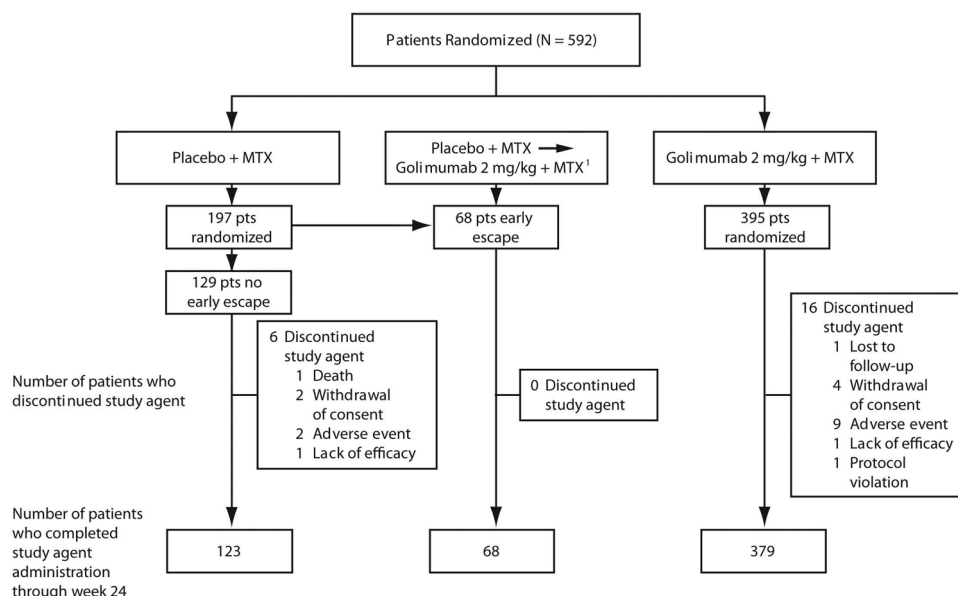 Patients Randomized (N = 592)
Placebo + MTX
Placebo + MTX
Golimumab 2 mg/kg + MTX1
Golimumab 2 mg/kg + MTX
197 pts
randomized
68 pts early
escape
395 pts
randomized
129 pts no
early escape
Number of patients who
discontinued study agent
6 Discontinued
study agent
1 Death
2 Withdrawal
of consent
2 Adverse event
1 Lack of efficacy
0 Discontinued
study agent
16 Discontinued
study agent
1 Lost to
follow-up
4 Withdrawal
of consent
9 Adverse event
1 Lack of efficacy
1 Protocol
violation
Number of patients
who completed
study agent
administration
through week 24
123
68
379